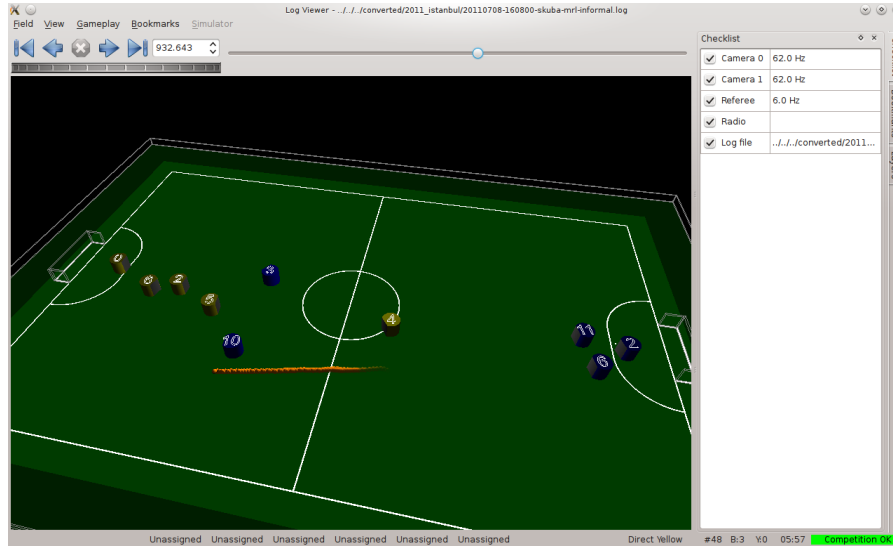 Log Viewer - ../../../converted/2011_istanbul/20110708-160800-skuba-mrl-informal.log
Field View Gameplay Bookmarks Simulator
932.643
Checklist
Camera 0 62.0 Hz
Camera 1 62.0 Hz
Referee 6.0 Hz
Radio
Log file ../../../converted/2011...
0
6
2
5
3
10
4
11
2
6
Unassigned Unassigned Unassigned Unassigned Unassigned Unassigned Direct Yellow #48 B:3 Y:0 05:57 Competition OK